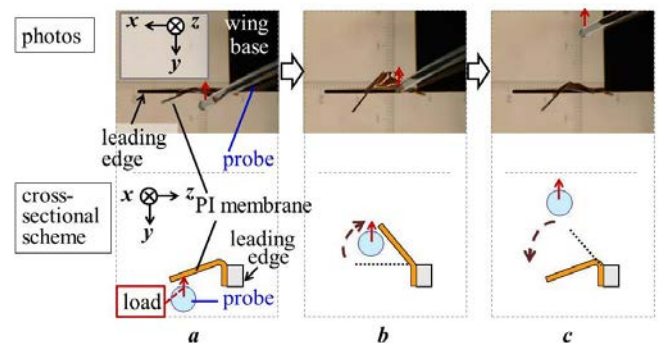 photos
x z
y
wing
base
leading
edge
probe
cross-
sectional
scheme
x z
y
PI membrane
leading
edge
load
probe
a b c